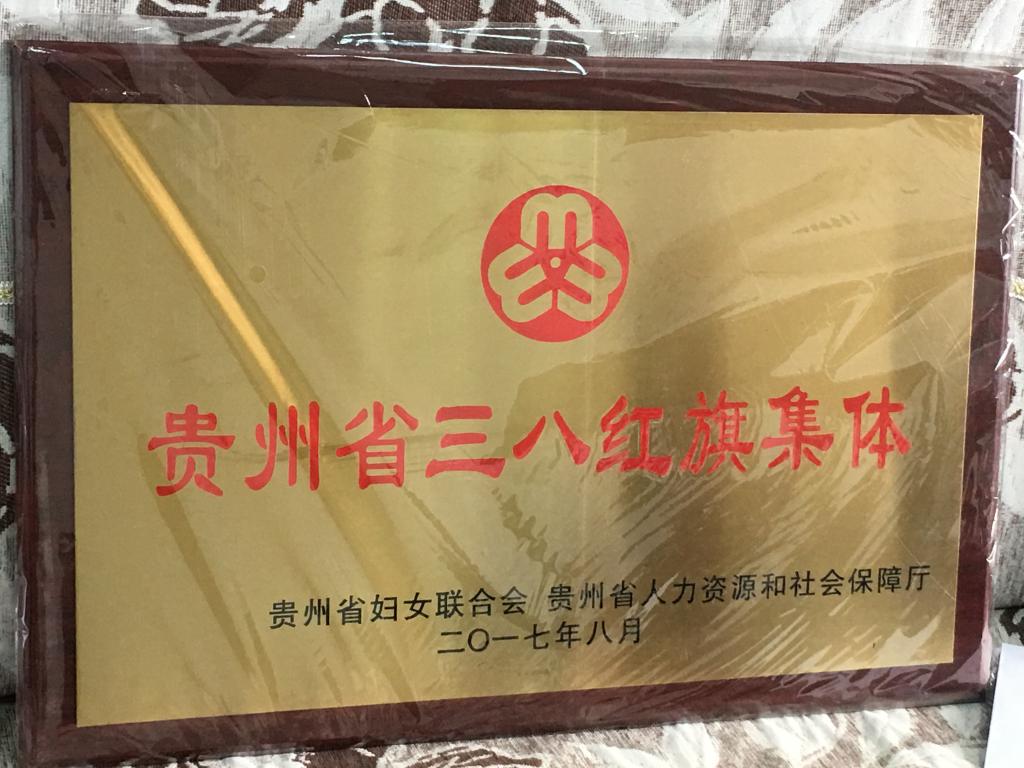 贵州省三八红旗集体
贵州省妇女联合会 贵州省人力资源和社会保障厅
二〇一七年八月